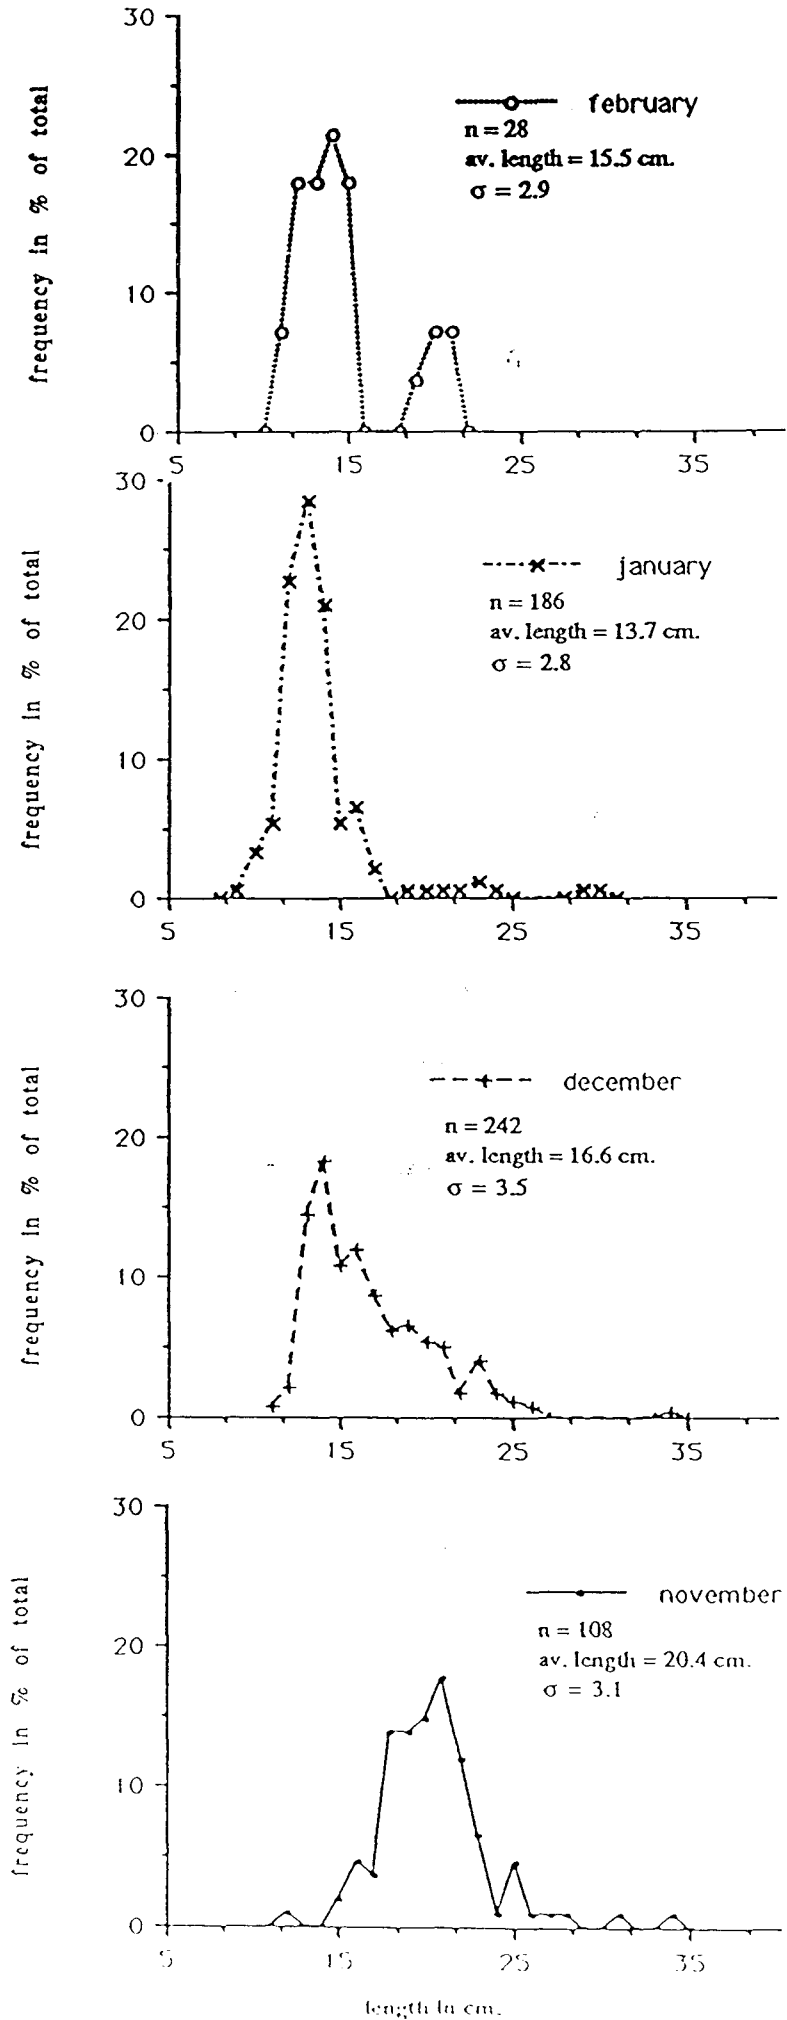 30
20
10
0
frequency in % of total
february
n = 28
av. length = 15.5 cm.
σ = 2.9
5 15 25 35
30
20
10
0
frequency in % of total
january
n = 186
av. length = 13.7 cm.
σ = 2.8
5 15 25 35
30
20
10
0
frequency in % of total
december
n = 242
av. length = 16.6 cm.
σ = 3.5
5 15 25 35
30
20
10
0
frequency in % of total
november
n = 108
av. length = 20.4 cm.
σ = 3.1
5 15 25 35
length in cm.